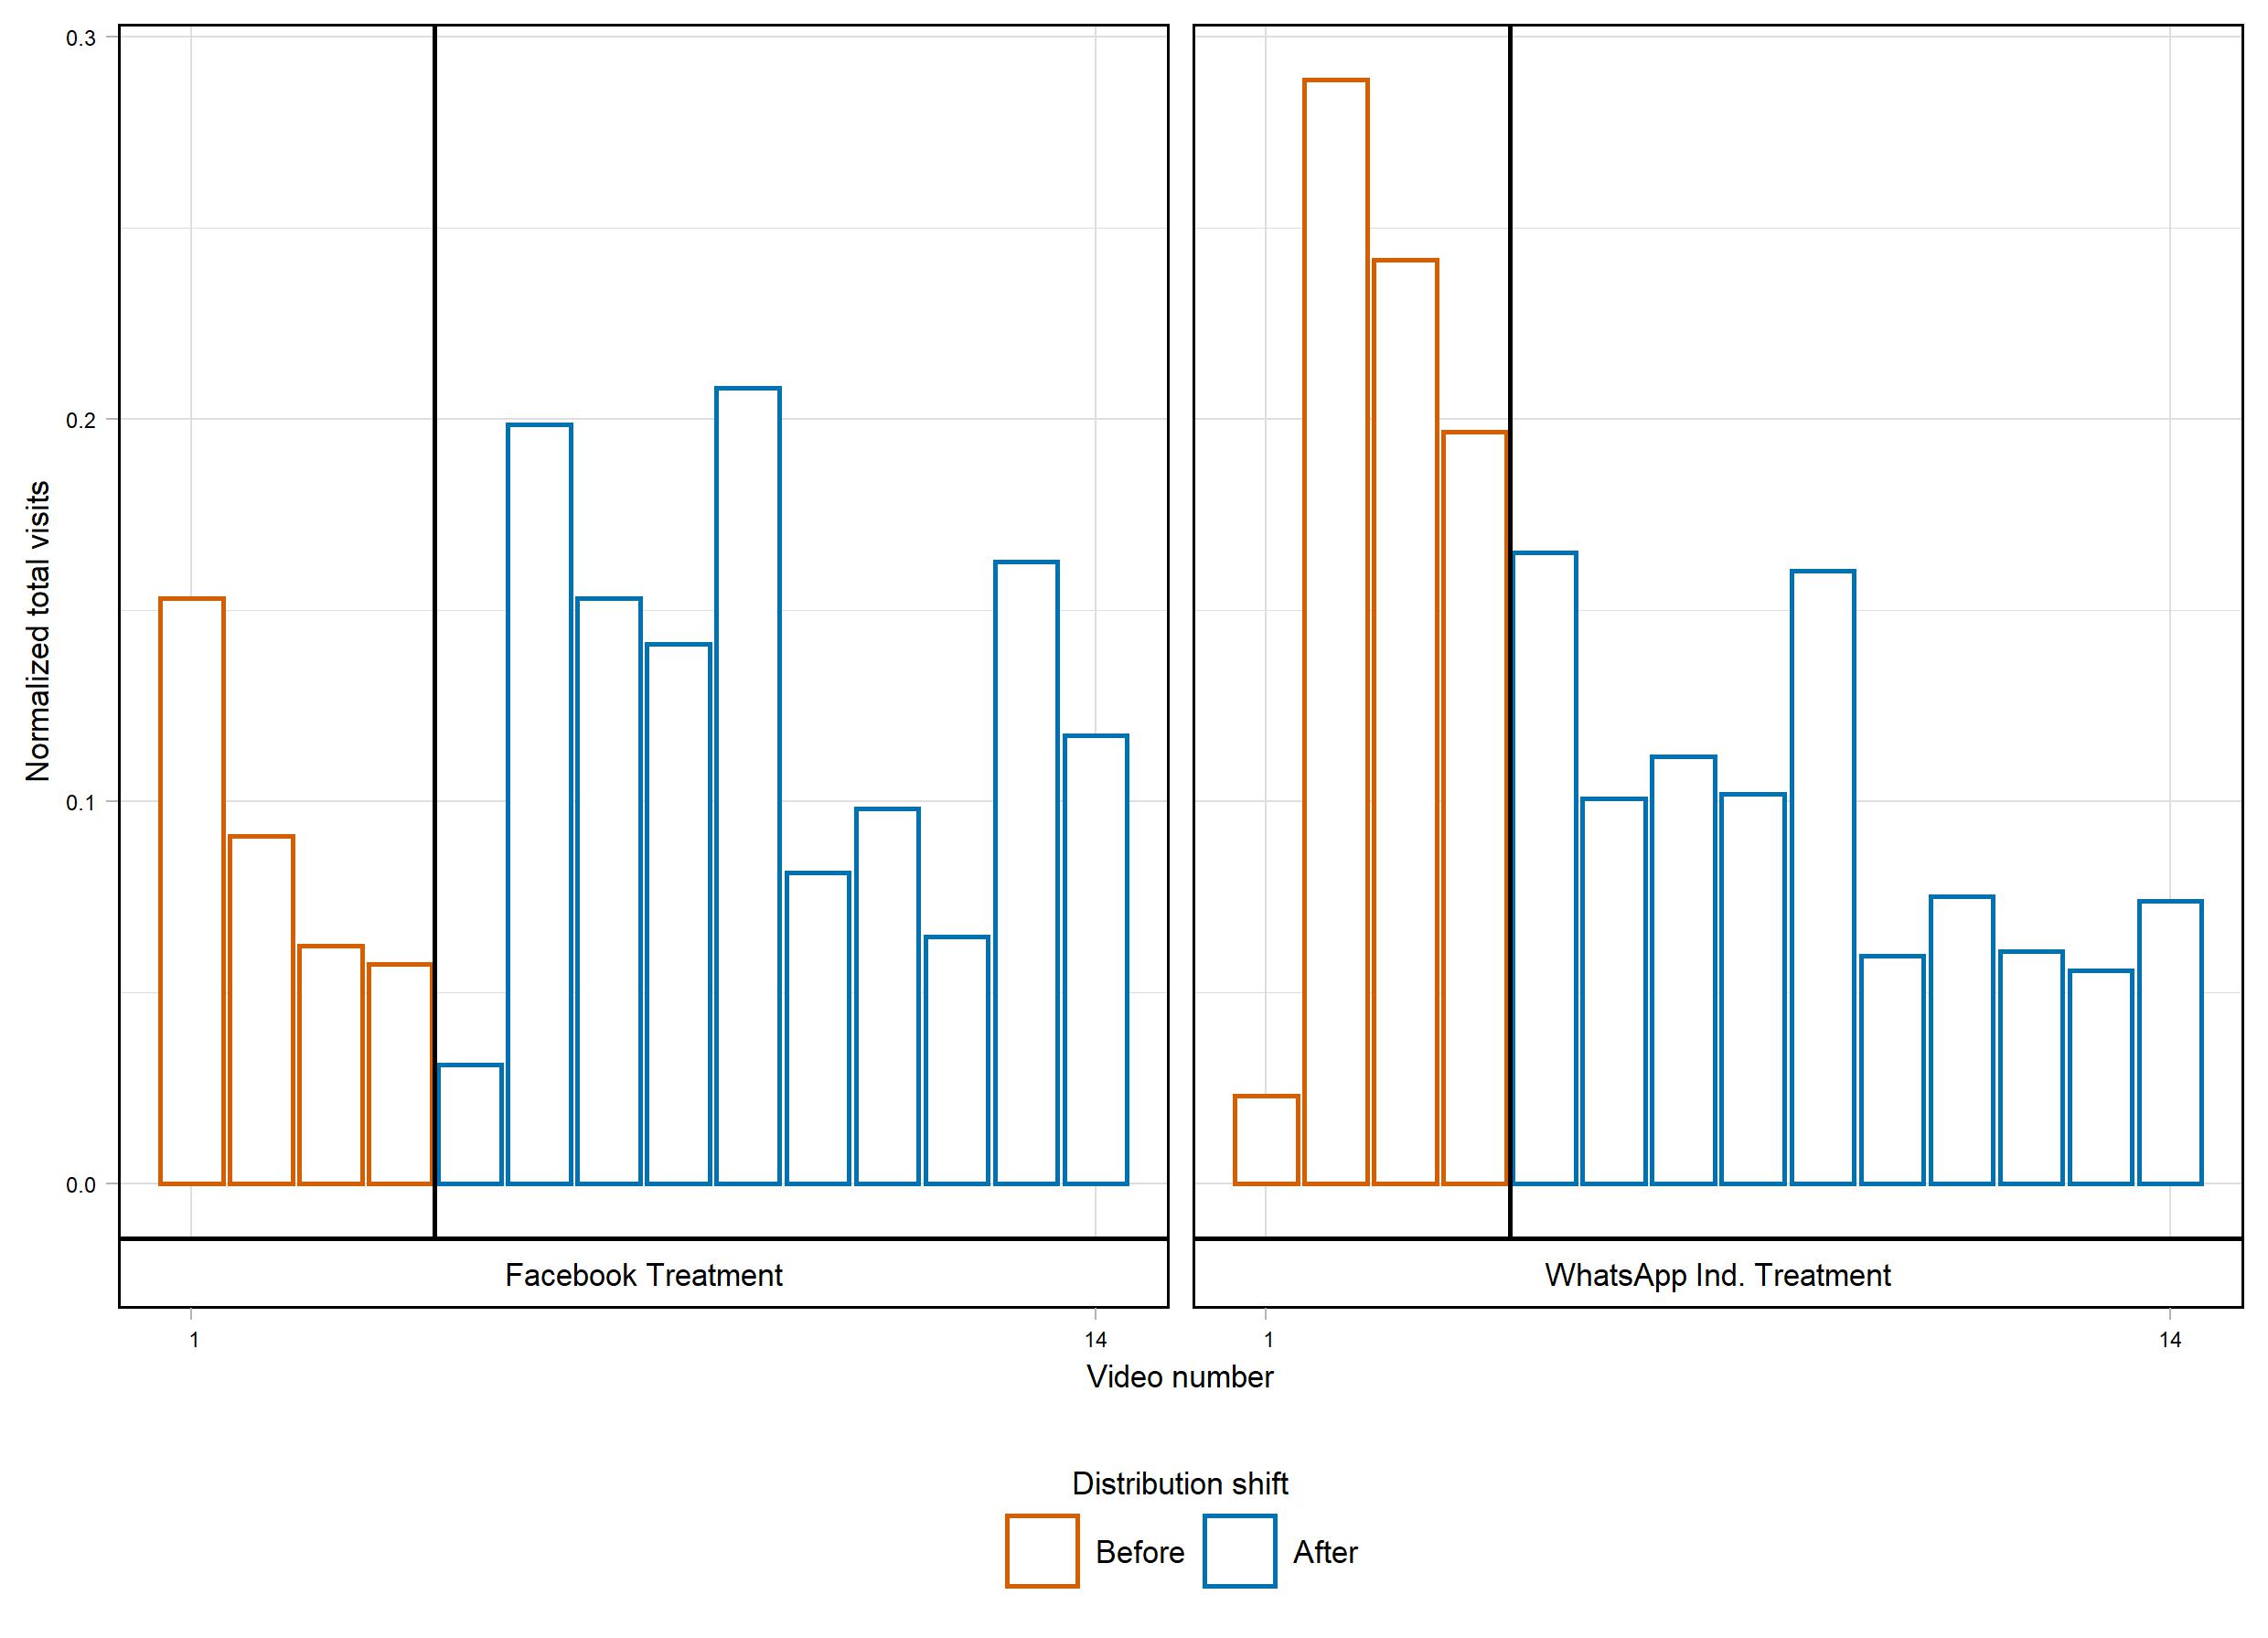 0.3
0.2
0.1
0.0
Normalized total visits
Facebook Treatment
WhatsApp Ind. Treatment
1
14
1
14
Video number
Distribution shift
Before
After